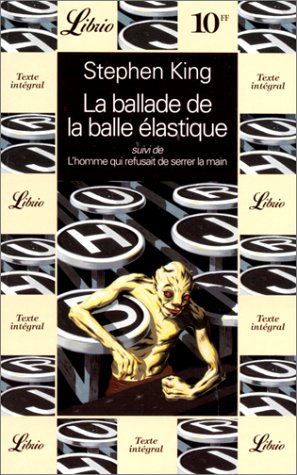 Librio
10FF
Texte
intégral
Texte
intégral
Stephen King
La ballade de
la balle élastique
suivi de
L'homme qui refusait de serrer la main
Librio
Librio
H
U
J
H
Texte
intégral
Texte
intégral
Librio
Librio
Texte
intégral
Librio
Librio